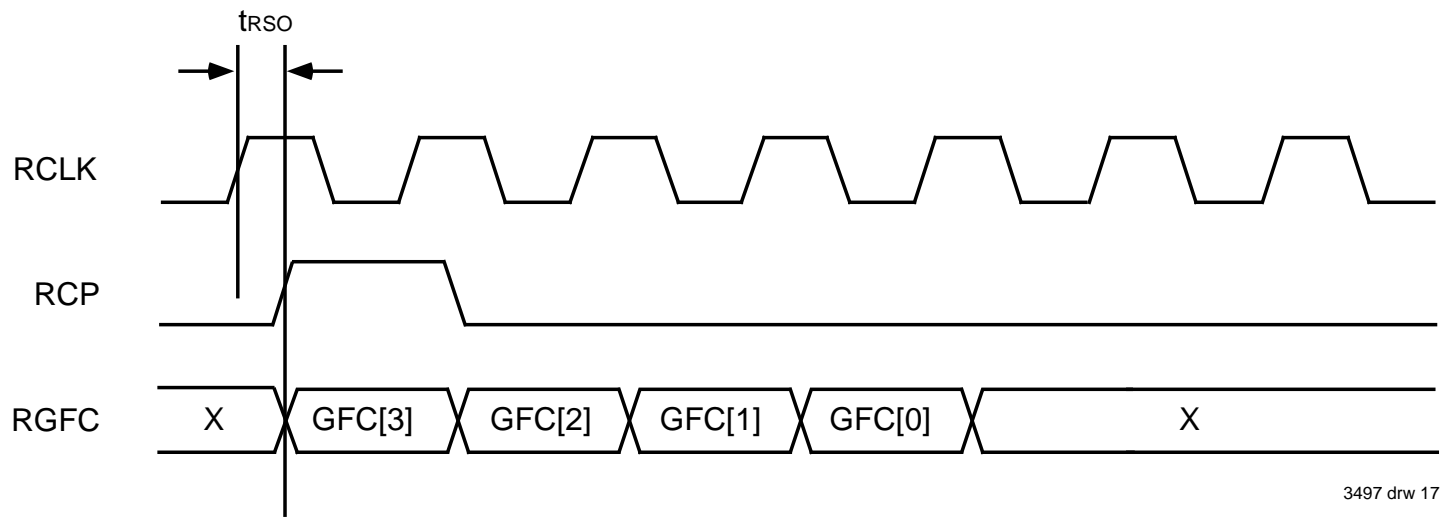 tRSO
RCLK
RCP
RGFC X GFC[3] GFC[2] GFC[1] GFC[0] X
3497 drw 17